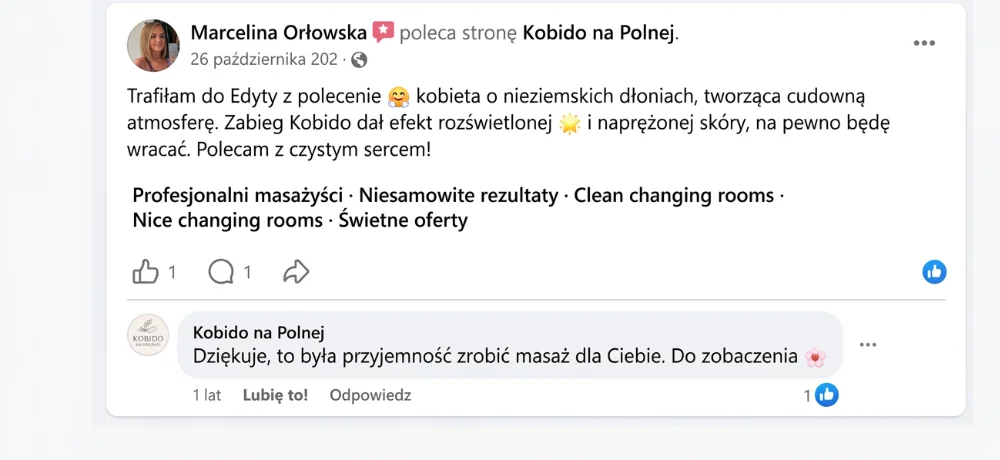 Marcelina Orłowska poleca stronę Kobido na Polnej.
26 października 202 ·
Trafiłam do Edyty z polecenie 🤗 kobieta o nieziemskich dłoniach, tworząca cudowną
atmosferę. Zabieg Kobido dał efekt rozświetlonej 🌟 i naprężonej skóry, na pewno będę
wracać. Polecam z czystym sercem!
Profesjonalni masażyści · Niesamowite rezultaty · Clean changing rooms ·
Nice changing rooms · Świetne oferty
1 1
KOBIDO
Kobido na Polnej
Dziękuje, to była przyjemność zrobić masaż dla Ciebie. Do zobaczenia 🌸
1 lat Lubię to! Odpowiedz 1